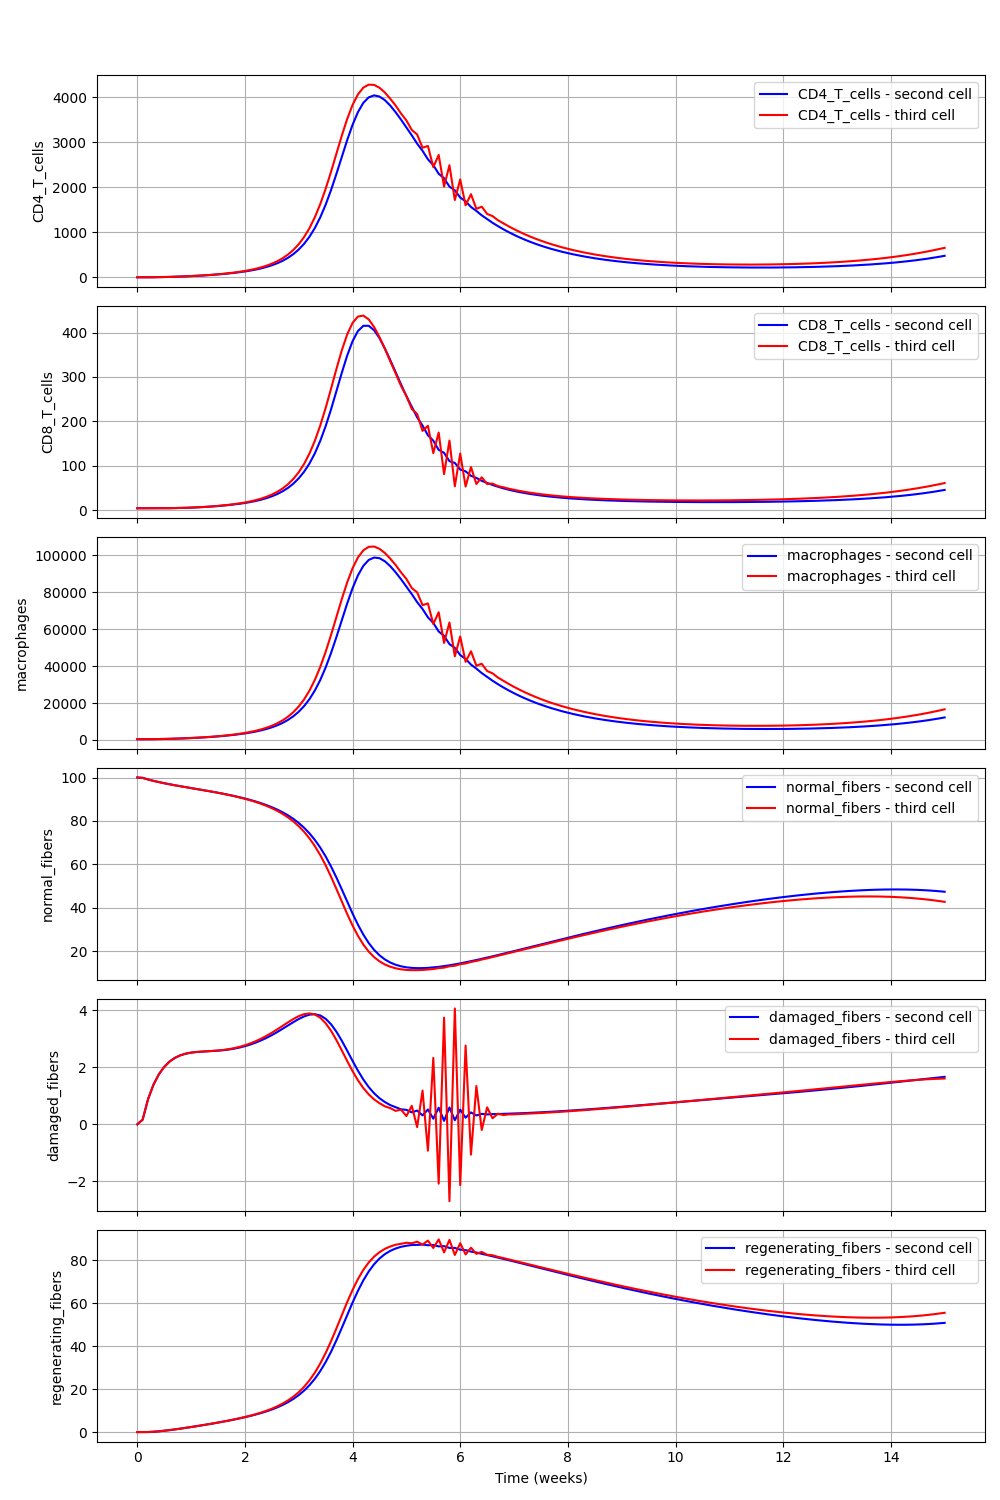 CD4_T_cells
4000
3000
2000
1000
0
CD4_T_cells - second cell
CD4_T_cells - third cell
CD8_T_cells
400
300
200
100
0
CD8_T_cells - second cell
CD8_T_cells - third cell
macrophages
100000
80000
60000
40000
20000
0
macrophages - second cell
macrophages - third cell
normal_fibers
100
80
60
40
20
normal_fibers - second cell
normal_fibers - third cell
damaged_fibers
4
2
0
−2
damaged_fibers - second cell
damaged_fibers - third cell
regenerating_fibers
80
60
40
20
0
regenerating_fibers - second cell
regenerating_fibers - third cell
0 2 4 6 8 10 12 14
Time (weeks)